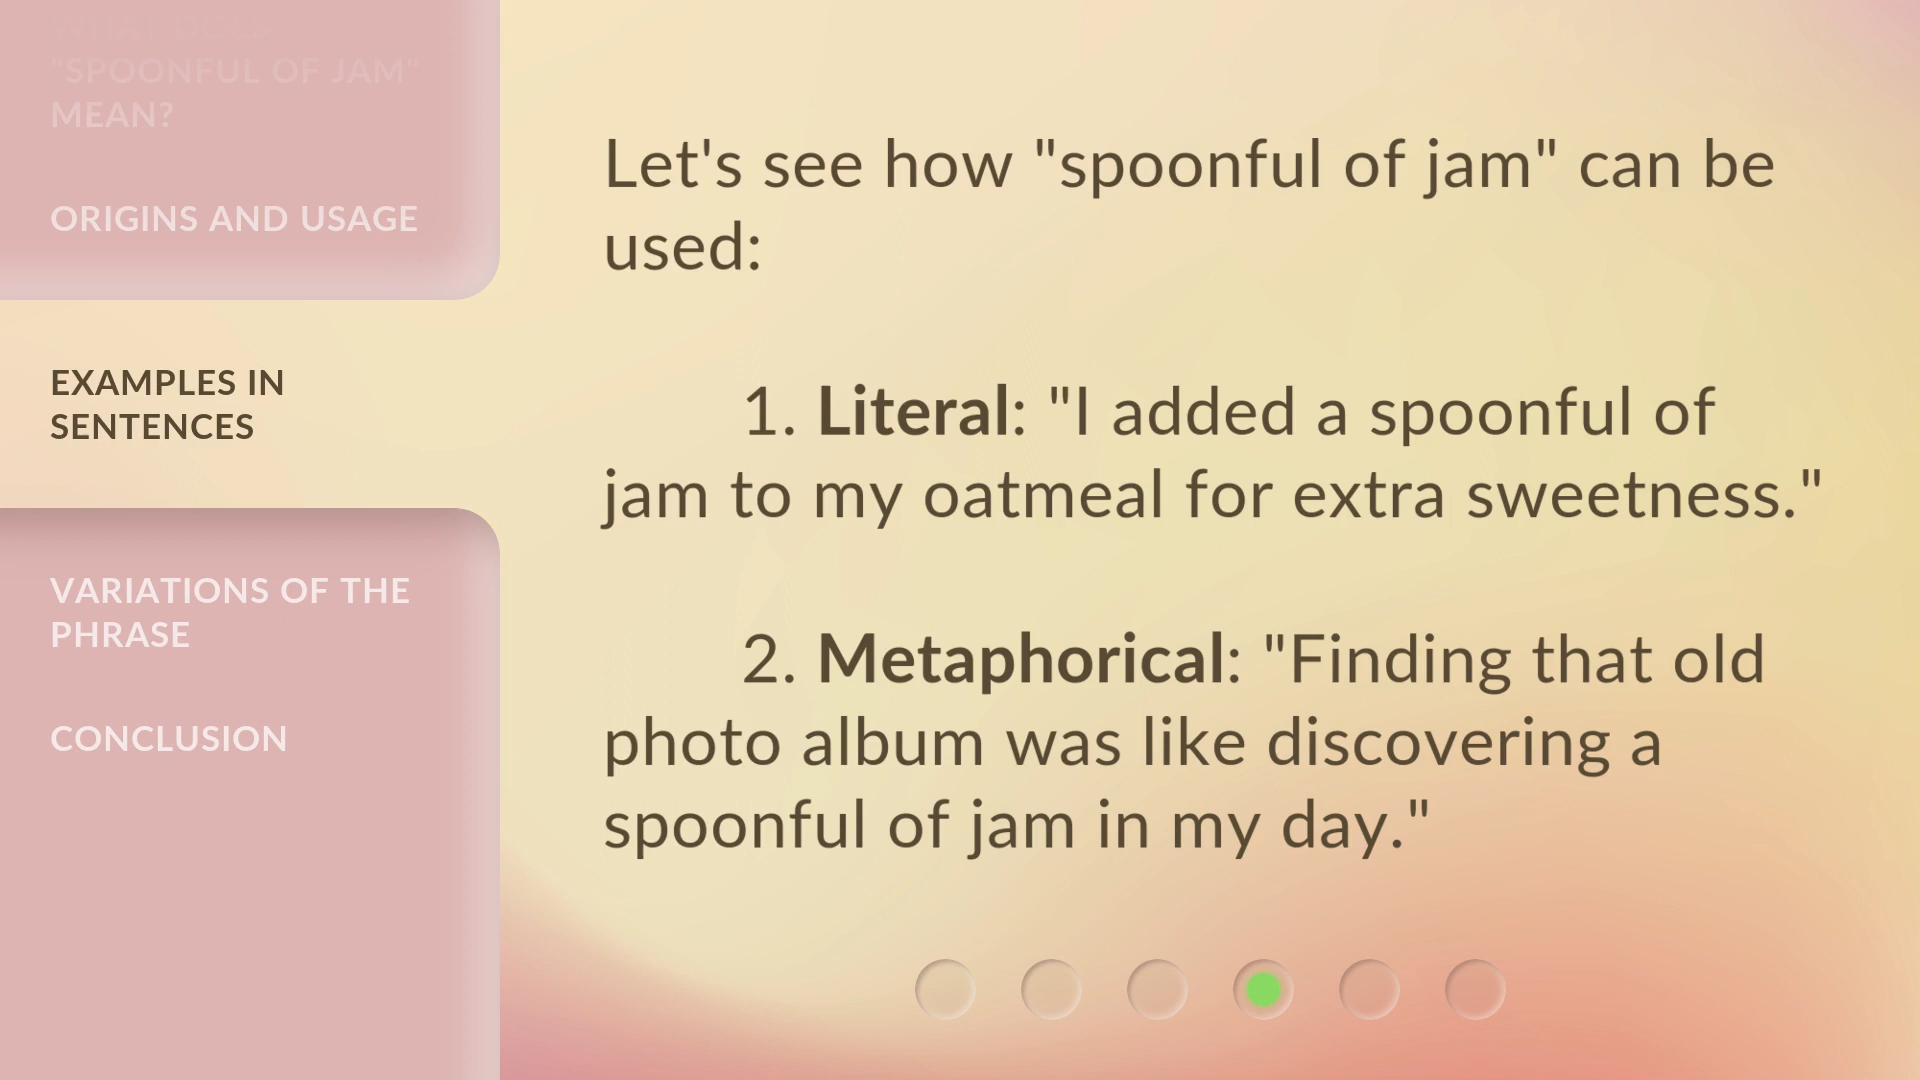 WHAT DOES
"SPOONFUL OF JAM"
MEAN?
ORIGINS AND USAGE
EXAMPLES IN
SENTENCES
VARIATIONS OF THE
PHRASE
CONCLUSION
Let's see how "spoonful of jam" can be
used:
1. Literal: "I added a spoonful of
jam to my oatmeal for extra sweetness."
2. Metaphorical: "Finding that old
photo album was like discovering a
spoonful of jam in my day."